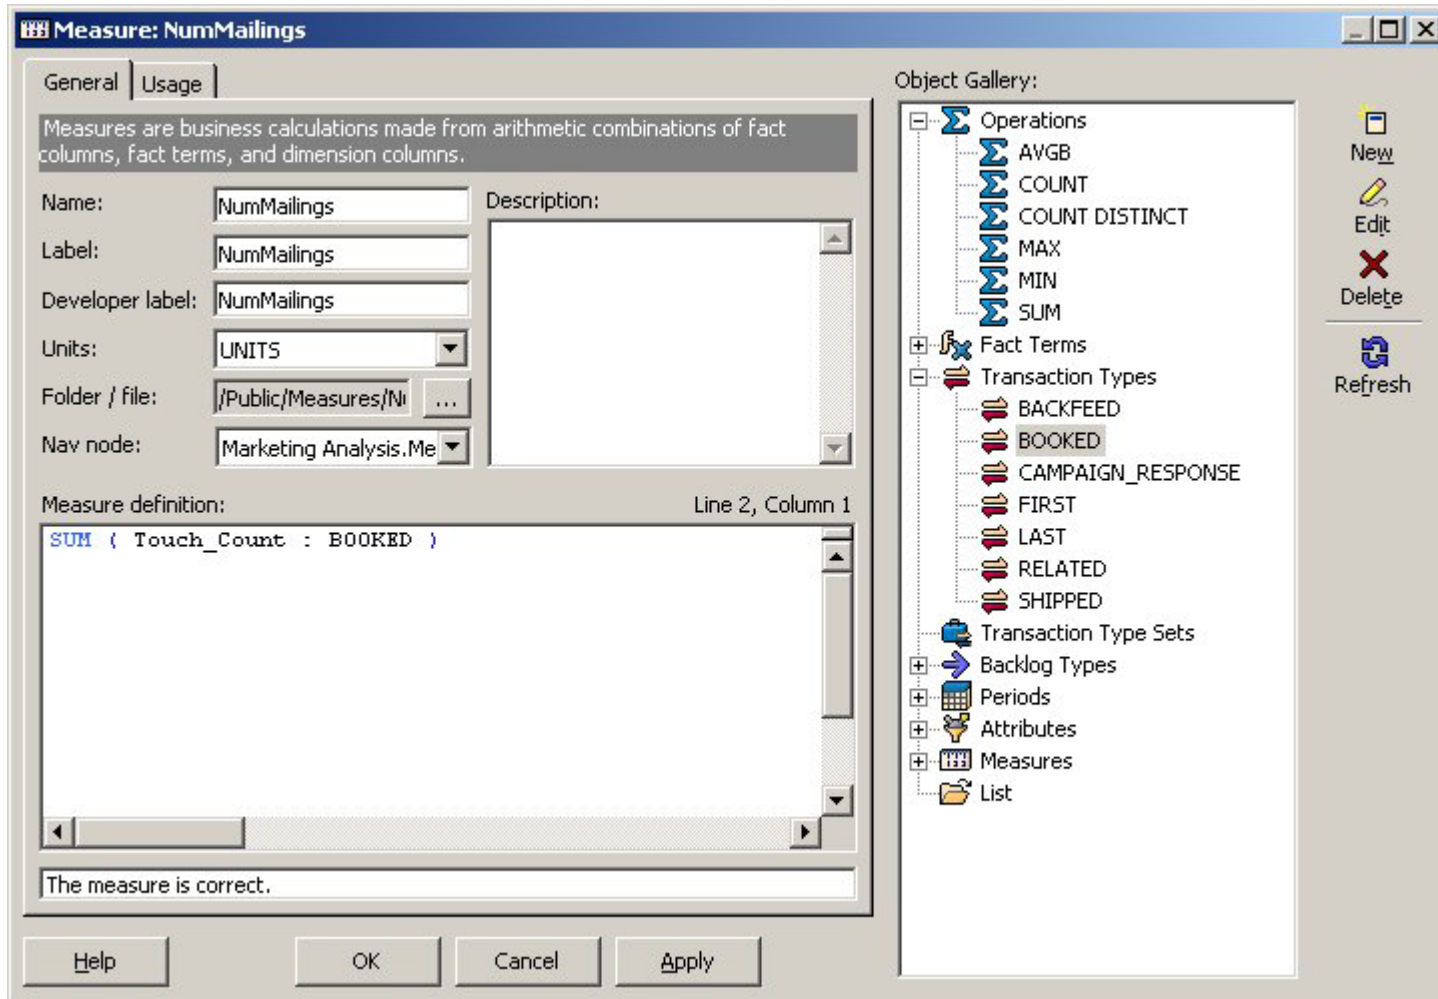 Measure: NumMailings
General
Usage
Measures are business calculations made from arithmetic combinations of fact
columns, fact terms, and dimension columns.
Name:
NumMailings
Description:
Label:
NumMailings
Developer label:
NumMailings
Units:
UNITS
Folder / file:
/Public/Measures/Nu
...
Nav node:
Marketing Analysis.Me
Measure definition:
Line 2, Column 1
SUM ( Touch_Count : BOOKED )
The measure is correct.
Help
OK
Cancel
Apply
Object Gallery:
Operations
AVGB
COUNT
COUNT DISTINCT
MAX
MIN
SUM
Fact Terms
Transaction Types
BACKFEED
BOOKED
CAMPAIGN_RESPONSE
FIRST
LAST
RELATED
SHIPPED
Transaction Type Sets
Backlog Types
Periods
Attributes
Measures
List
New
Edit
Delete
Refresh